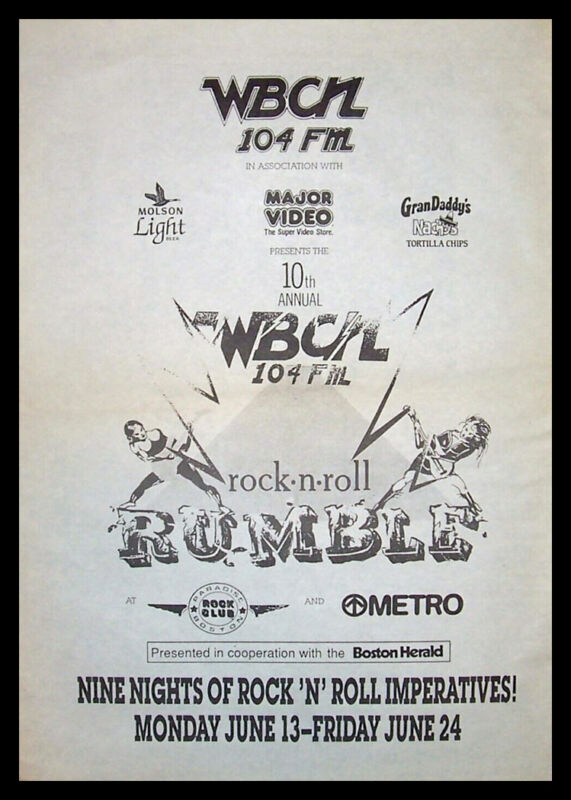 WBCN
104 FM
IN ASSOCIATION WITH
MOLSON
Light
BEER
MAJOR
VIDEO
The Super Video Store.
GranDaddy's
Nachos
TORTILLA CHIPS
PRESENTS THE
10th
ANNUAL
WBCN
104 FM
rock·n·roll
RUMBLE
AT
PARADISE
ROCK
CLUB
BOSTON
AND
METRO
Presented in cooperation with the Boston Herald
NINE NIGHTS OF ROCK 'N' ROLL IMPERATIVES!
MONDAY JUNE 13–FRIDAY JUNE 24